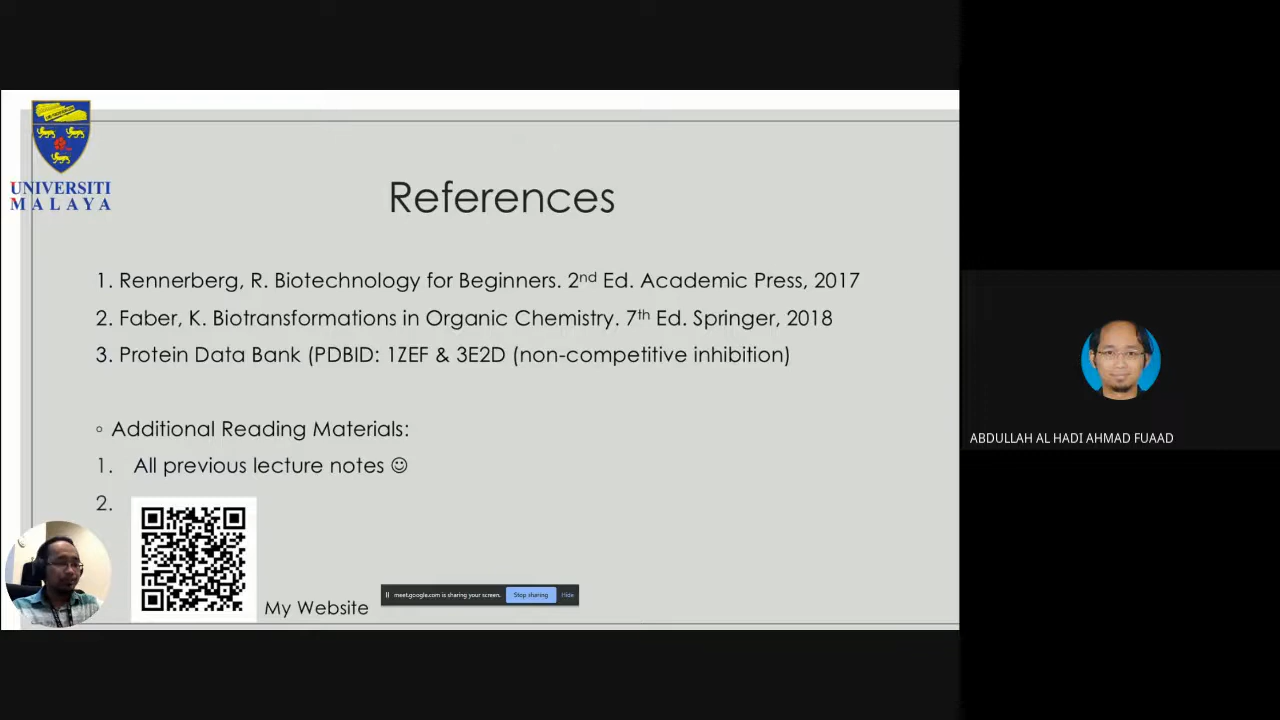 UNIVERSITI
MALAYA
References
1. Rennerberg, R. Biotechnology for Beginners. 2nd Ed. Academic Press, 2017
2. Faber, K. Biotransformations in Organic Chemistry. 7th Ed. Springer, 2018
3. Protein Data Bank (PDBID: 1ZEF & 3E2D (non-competitive inhibition)
◦ Additional Reading Materials:
1. All previous lecture notes ☺
2.
My Website
meet.google.com is sharing your screen. Stop sharing Hide
ABDULLAH AL HADI AHMAD FUAAD